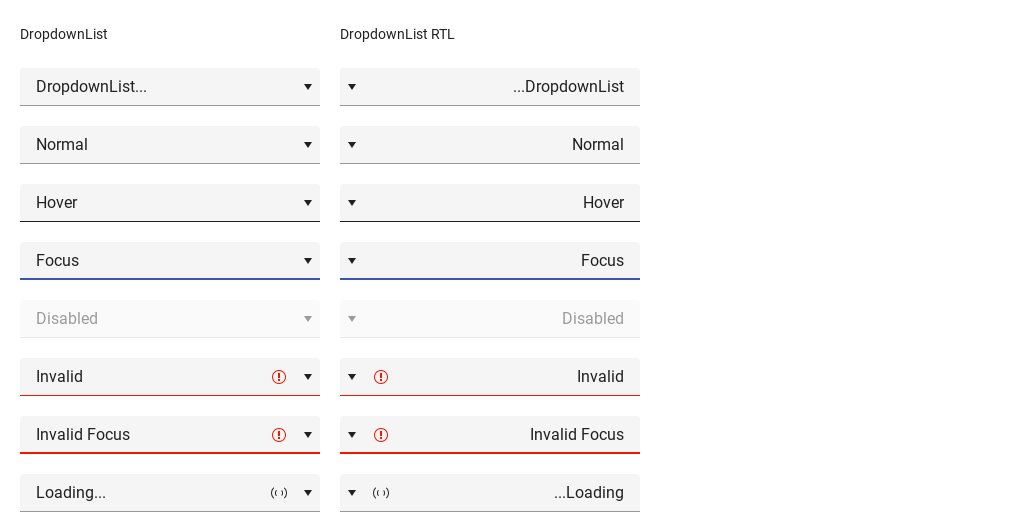 DropdownList
DropdownList RTL
DropdownList...
...DropdownList
Normal
Normal
Hover
Hover
Focus
Focus
Disabled
Disabled
Invalid
Invalid
Invalid Focus
Invalid Focus
Loading...
...Loading